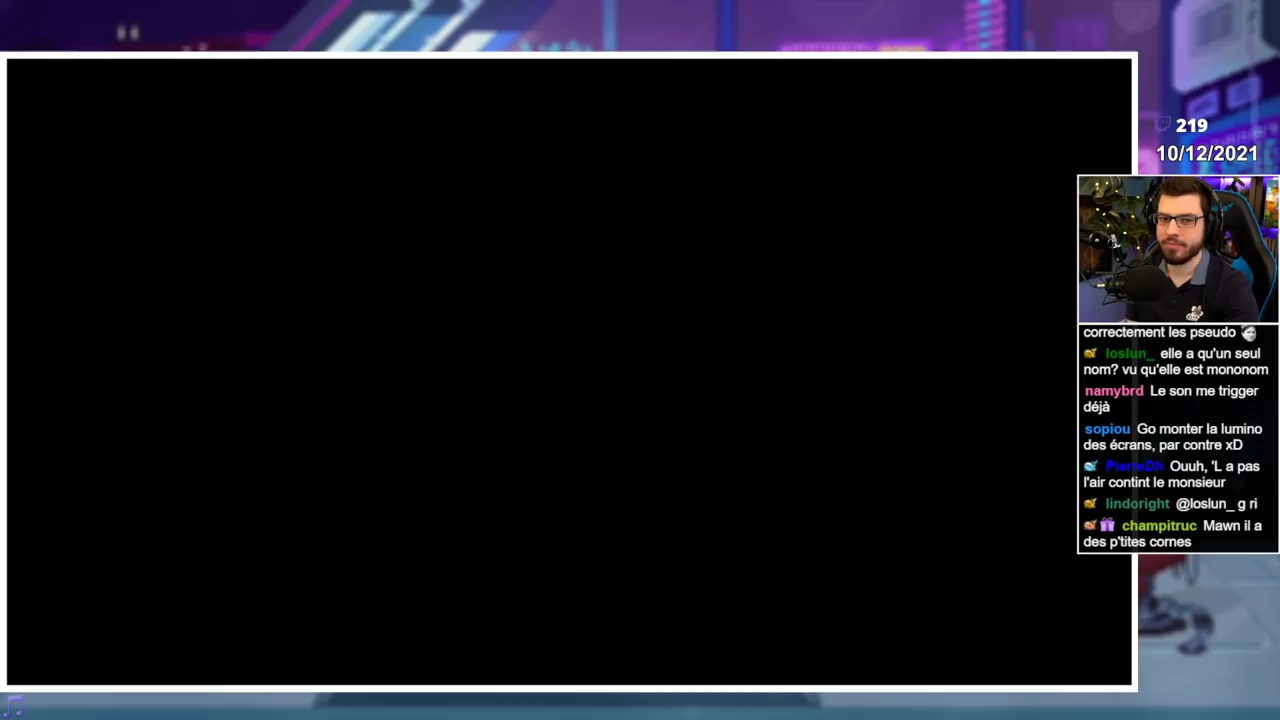 219
10/12/2021
correctement les pseudo
loslun_ elle a qu'un seul
nom? vu qu'elle est mononom
namybrd Le son me trigger
déjà
sopiou Go monter la lumino
des écrans, par contre xD
PierreDh Ouuh, 'L a pas
l'air contint le monsieur
lindoright @loslun_ g ri
champitruc Mawn il a
des p'tites cornes